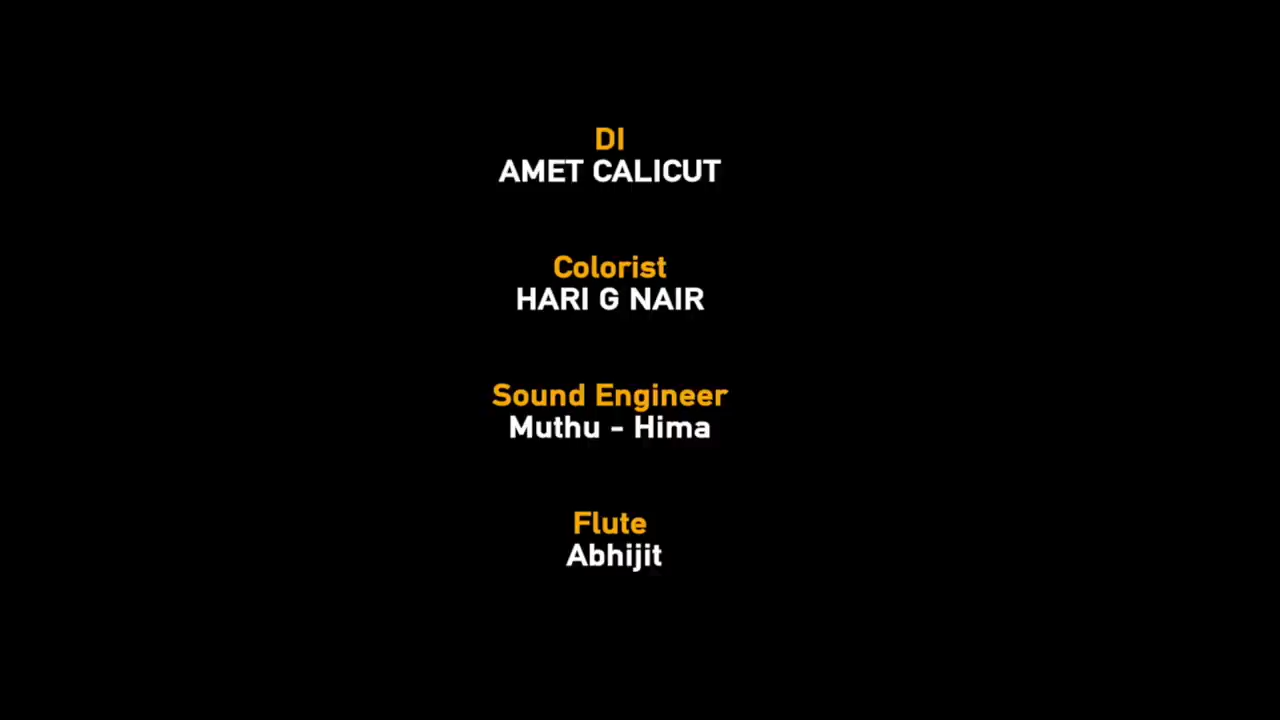 DI
AMET CALICUT
Colorist
HARI G NAIR
Sound Engineer
Muthu - Hima
Flute
Abhijit